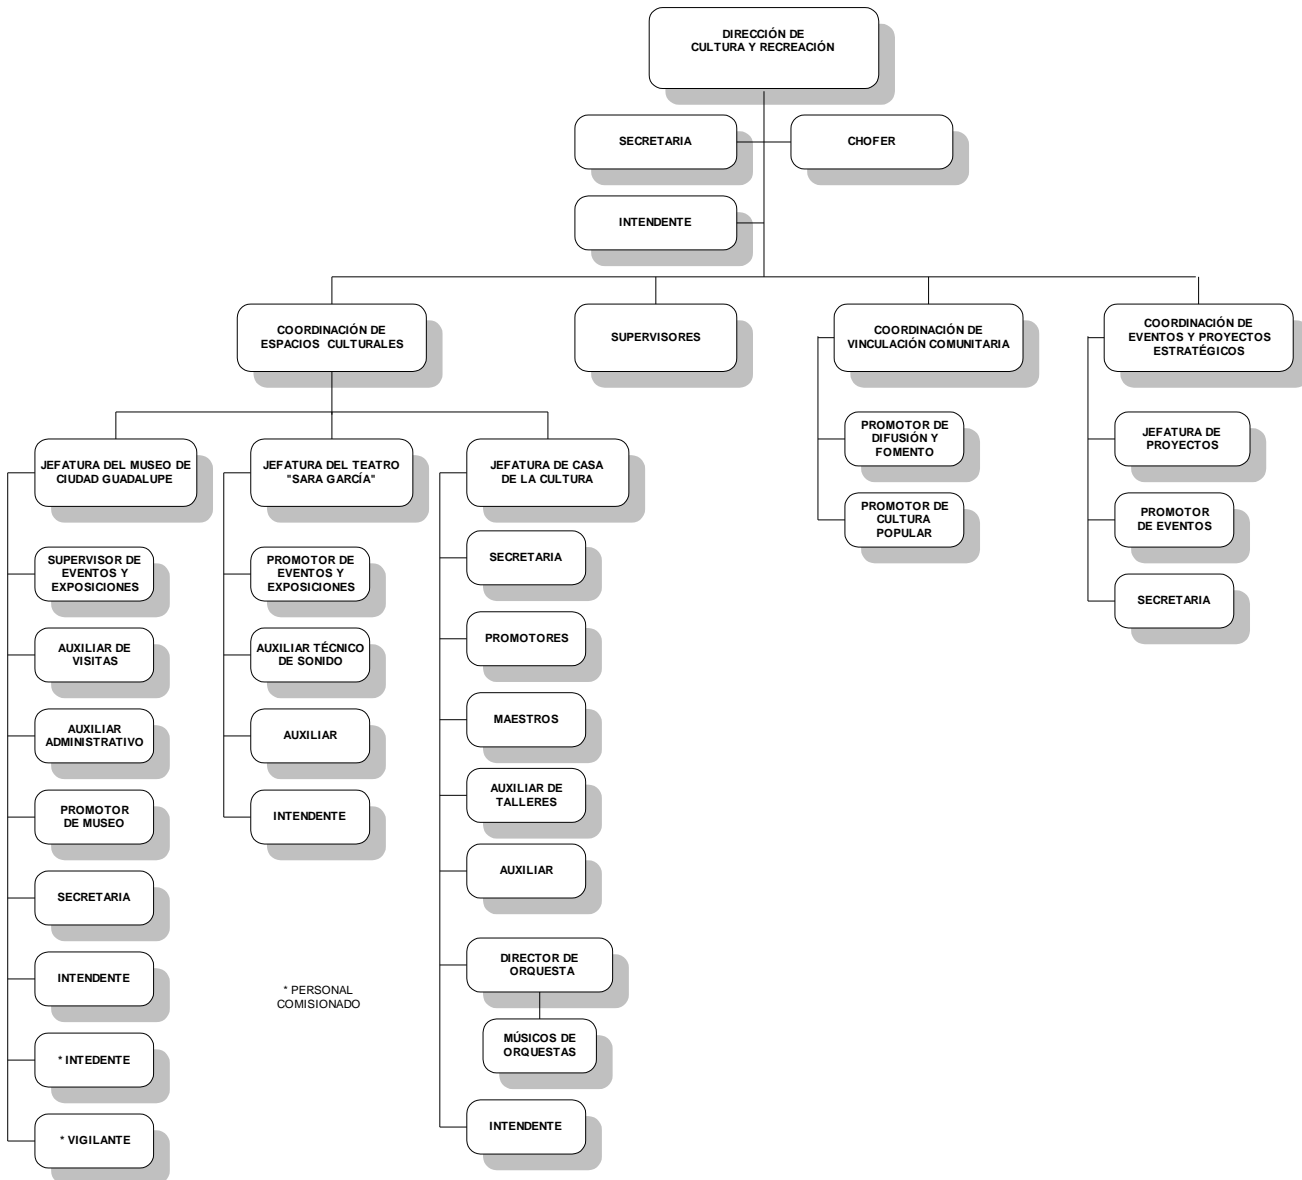 DIRECCIÓN DE
CULTURA Y RECREACIÓN
SECRETARIA
CHOFER
INTENDENTE
COORDINACIÓN DE
ESPACIOS CULTURALES
SUPERVISORES
COORDINACIÓN DE
VINCULACIÓN COMUNITARIA
COORDINACIÓN DE
EVENTOS Y PROYECTOS
ESTRATÉGICOS
JEFATURA DEL MUSEO DE
CIUDAD GUADALUPE
SUPERVISOR DE
EVENTOS Y
EXPOSICIONES
AUXILIAR DE
VISITAS
AUXILIAR
ADMINISTRATIVO
PROMOTOR
DE MUSEO
SECRETARIA
INTENDENTE
* INTEDENTE
* VIGILANTE
JEFATURA DEL TEATRO
"SARA GARCÍA"
PROMOTOR DE
EVENTOS Y
EXPOSICIONES
AUXILIAR TÉCNICO
DE SONIDO
AUXILIAR
INTENDENTE
* PERSONAL
COMISIONADO
JEFATURA DE CASA
DE LA CULTURA
SECRETARIA
PROMOTORES
MAESTROS
AUXILIAR DE
TALLERES
AUXILIAR
DIRECTOR DE
ORQUESTA
MÚSICOS DE
ORQUESTAS
INTENDENTE
PROMOTOR DE
DIFUSIÓN Y
FOMENTO
PROMOTOR DE
CULTURA
POPULAR
JEFATURA DE
PROYECTOS
PROMOTOR
DE EVENTOS
SECRETARIA